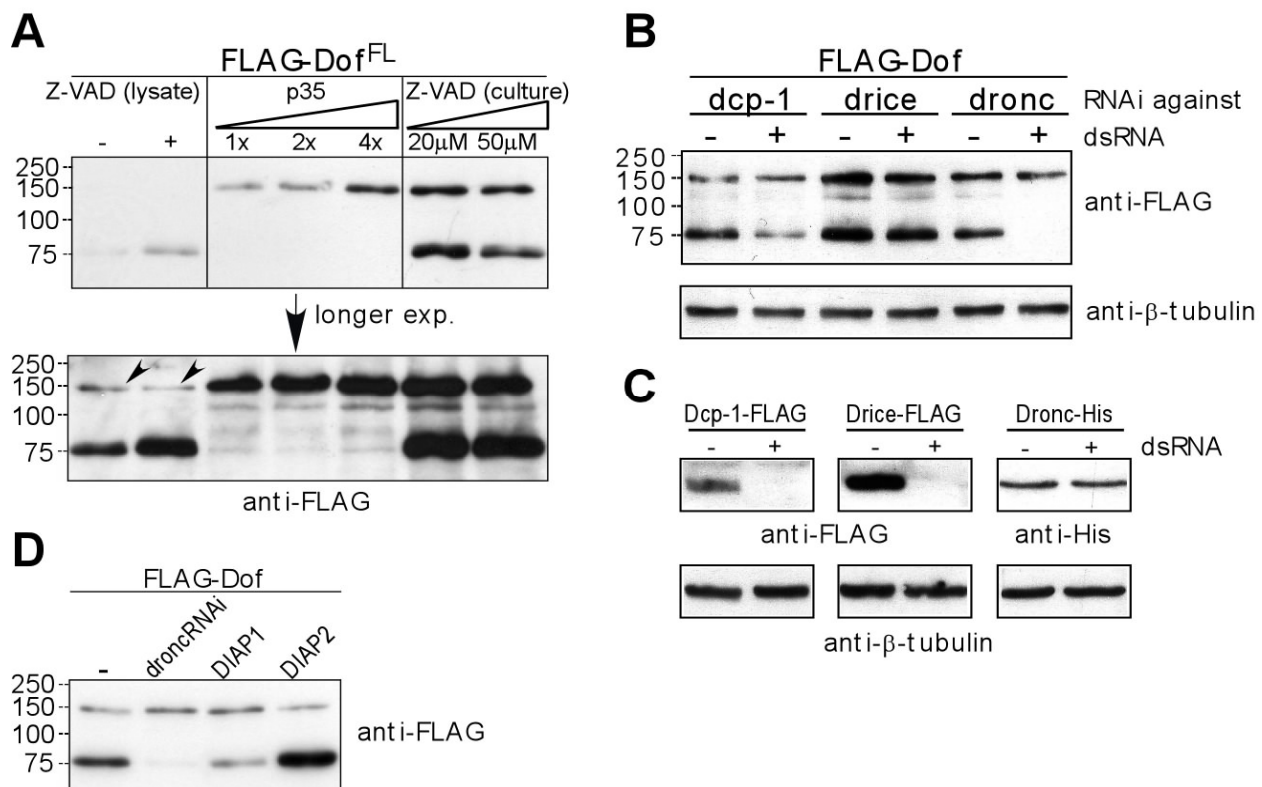 A
FLAG-Dof FL
Z-VAD (lysate) p35 Z-VAD (culture)
- + 1x 2x 4x 20µM 50µM
250
150
100
75
longer exp.
250
150
100
75
anti-FLAG
B
FLAG-Dof
dcp-1 drice dronc RNAi against
- + - + - + dsRNA
250
150
100
75
anti-FLAG
anti-β-tubulin
C
Dcp-1-FLAG Drice-FLAG Dronc-His
- + - + - + dsRNA
anti-FLAG anti-His
anti-β-tubulin
D
FLAG-Dof
- droncRNAi DIAP1 DIAP2
250
150
100
75
anti-FLAG